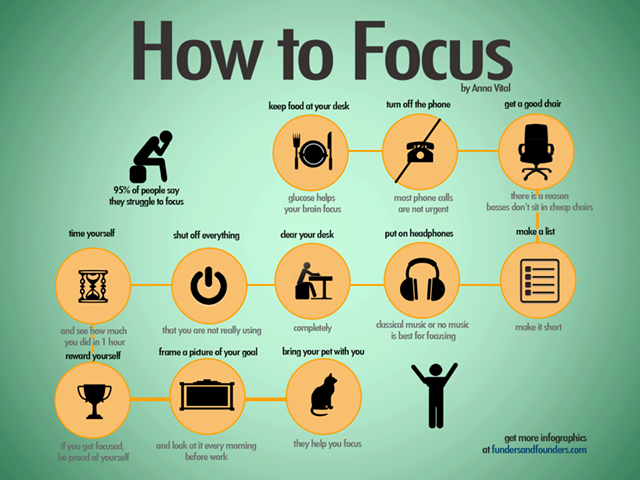 How to Focus
by Anna Vital
keep food at your desk
glucose helps
your brain focus
turn off the phone
most phone calls
are not urgent
get a good chair
there is a reason
bosses don't sit in cheap chairs
95% of people say
they struggle to focus
make a list
make it short
put on headphones
classical music or no music
is best for focusing
clear your desk
completely
shut off everything
that you are not really using
time yourself
and see how much
you did in 1 hour
reward yourself
if you get focused,
be proud of yourself
frame a picture of your goal
and look at it every morning
before work
bring your pet with you
they help you focus
get more infographics
at fundersandfounders.com